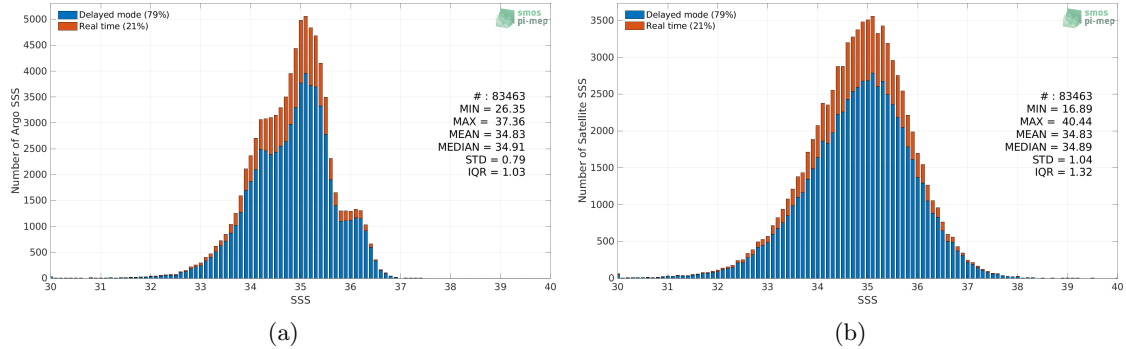 Delayed mode (79%)
Real time (21%)
smos
pi-mep
5000
4500
4000
3500
3000
2500
2000
1500
1000
500
0
Number of Argo SSS
# : 83463
MIN = 26.35
MAX = 37.36
MEAN = 34.83
MEDIAN = 34.91
STD = 0.79
IQR = 1.03
30 31 32 33 34 35 36 37 38 39 40
SSS
(a)
Delayed mode (79%)
Real time (21%)
smos
pi-mep
3500
3000
2500
2000
1500
1000
500
0
Number of Satellite SSS
# : 83463
MIN = 16.89
MAX = 40.44
MEAN = 34.83
MEDIAN = 34.89
STD = 1.04
IQR = 1.32
30 31 32 33 34 35 36 37 38 39 40
SSS
(b)